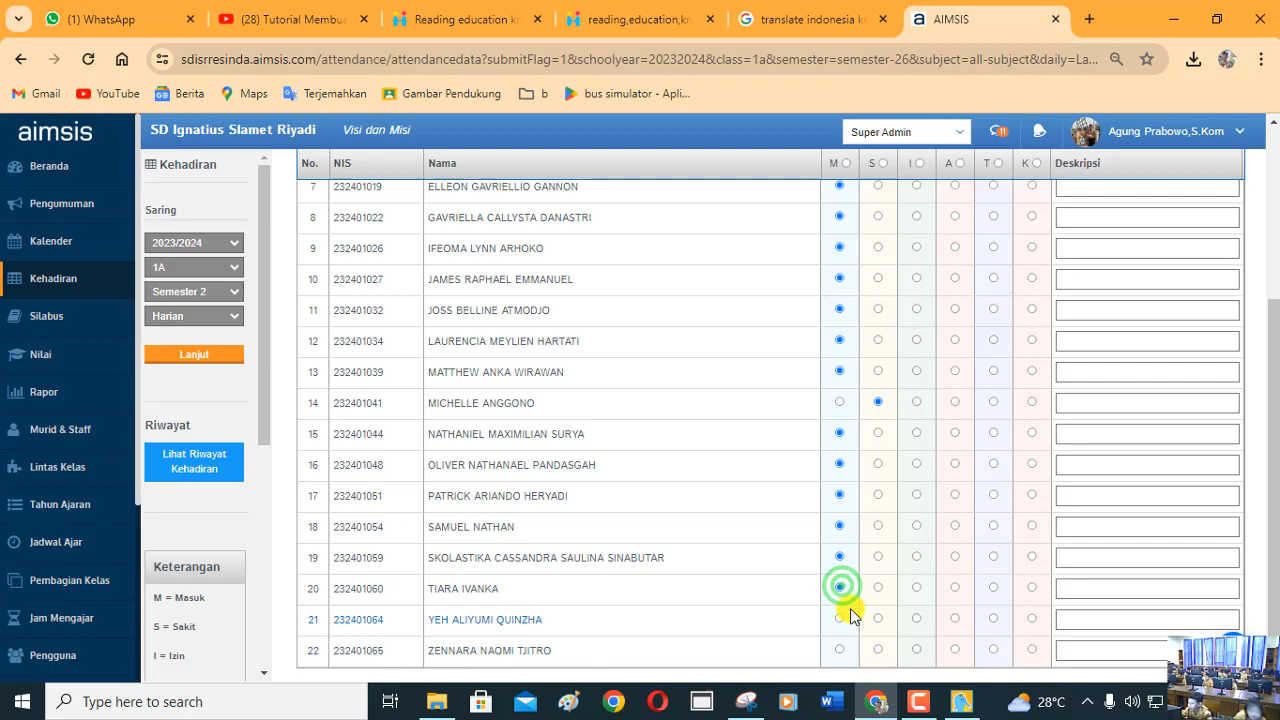 (1) WhatsApp
(28) Tutorial Membua
Reading education kn
reading,education,kn
translate indonesia k
AIMSIS
sdisrresinda.aimsis.com/attendance/attendancedata?submitFlag=1&schoolyear=20232024&class=1a&semester=semester-26&subject=all-subject&daily=La...
Gmail
YouTube
Berita
Maps
Terjemahkan
Gambar Pendukung
b
bus simulator - Apli...
aimsis
SD Ignatius Slamet Riyadi
Visi dan Misi
Super Admin
11
Agung Prabowo,S.Kom
Beranda
Pengumuman
Kalender
Kehadiran
Silabus
Nilai
Rapor
Murid & Staff
Lintas Kelas
Tahun Ajaran
Jadwal Ajar
Pembagian Kelas
Jam Mengajar
Pengguna
Kehadiran
Saring
2023/2024
1A
Semester 2
Harian
Lanjut
Riwayat
Lihat Riwayat
Kehadiran
Keterangan
M = Masuk
S = Sakit
I = Izin
No. NIS Nama M S I A T K Deskripsi
7 232401019 ELLEON GAVRIELLIO GANNON
8 232401022 GAVRIELLA CALLYSTA DANASTRI
9 232401026 IFEOMA LYNN ARHOKO
10 232401027 JAMES RAPHAEL EMMANUEL
11 232401032 JOSS BELLINE ATMODJO
12 232401034 LAURENCIA MEYLIEN HARTATI
13 232401039 MATTHEW ANKA WIRAWAN
14 232401041 MICHELLE ANGGONO
15 232401044 NATHANIEL MAXIMILIAN SURYA
16 232401048 OLIVER NATHANAEL PANDASGAH
17 232401051 PATRICK ARIANDO HERYADI
18 232401054 SAMUEL NATHAN
19 232401059 SKOLASTIKA CASSANDRA SAULINA SINABUTAR
20 232401060 TIARA IVANKA
21 232401064 YEH ALIYUMI QUINZHA
22 232401065 ZENNARA NAOMI TJITRO
Type here to search
28°C